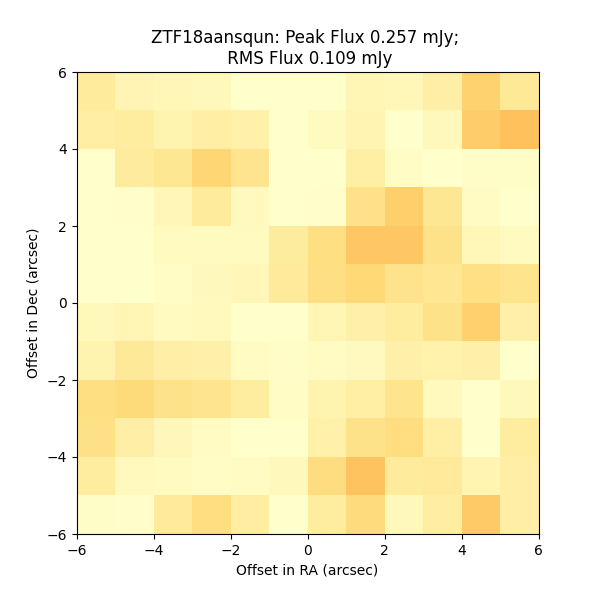 ZTF18aansqun: Peak Flux 0.257 mJy;
RMS Flux 0.109 mJy
6
4
2
0
−2
−4
−6
Offset in Dec (arcsec)
−6 −4 −2 0 2 4 6
Offset in RA (arcsec)